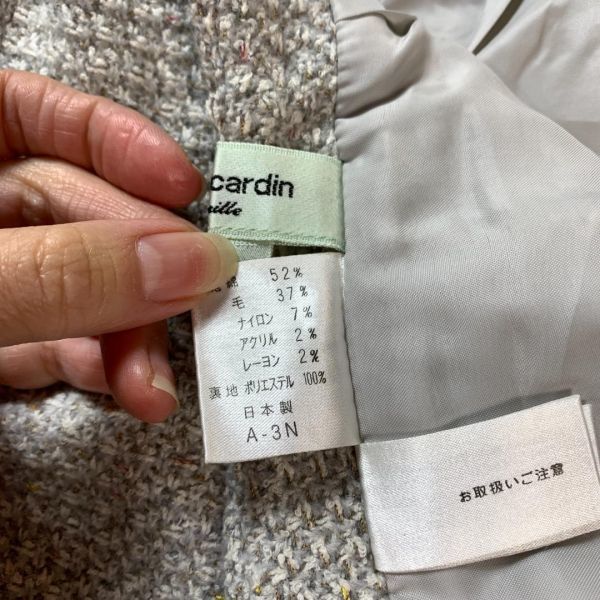 cardin
綿 52%
毛 37%
ナイロン 7%
アクリル 2%
レーヨン 2%
裏地 ポリエステル 100%
日本製
A-3N
お取扱いご注意